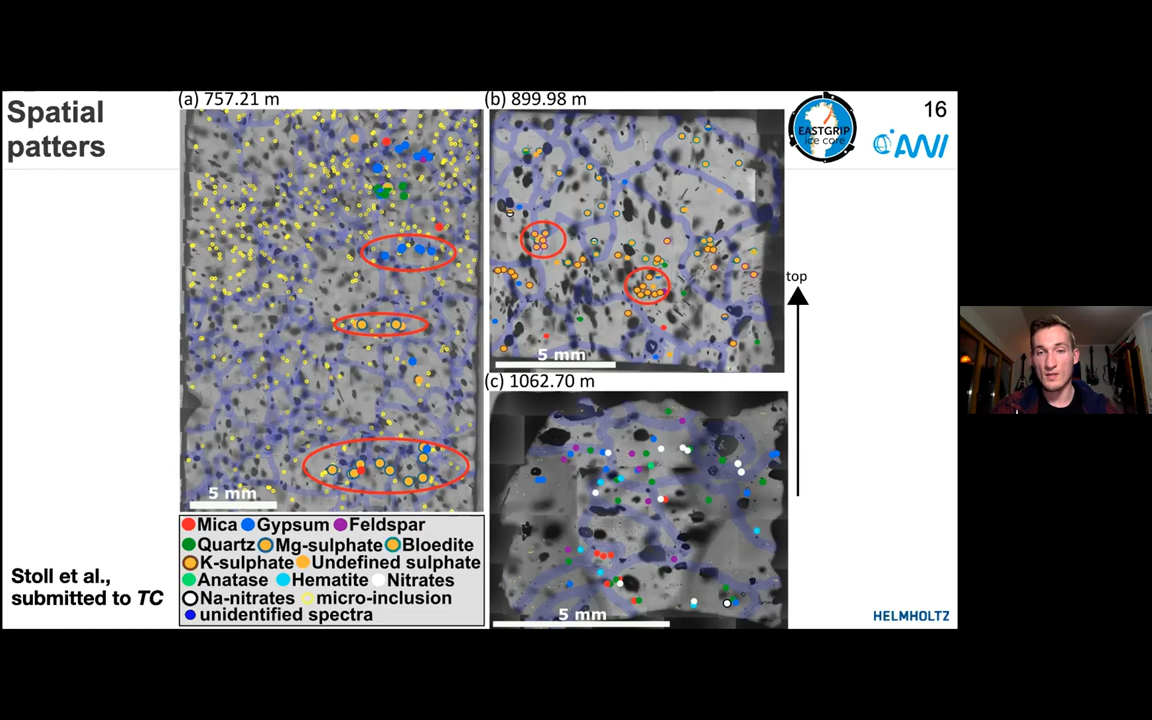 Spatial
patters
(a) 757.21 m
(b) 899.98 m
EASTGRIP
ice core
16
AWI
5 mm
(c) 1062.70 m
top
5 mm
5 mm
Mica Gypsum Feldspar
Quartz Mg-sulphate Bloedite
K-sulphate Undefined sulphate
Anatase Hematite Nitrates
Na-nitrates micro-inclusion
unidentified spectra
Stoll et al.,
submitted to TC
HELMHOLTZ